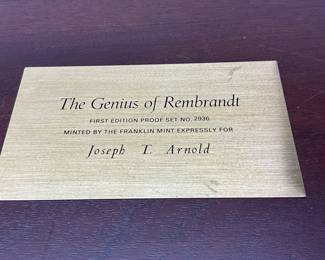 The Genius of Rembrandt
FIRST EDITION PROOF SET NO. 2936
MINTED BY THE FRANKLIN MINT EXPRESSLY FOR
Joseph T. Arnold